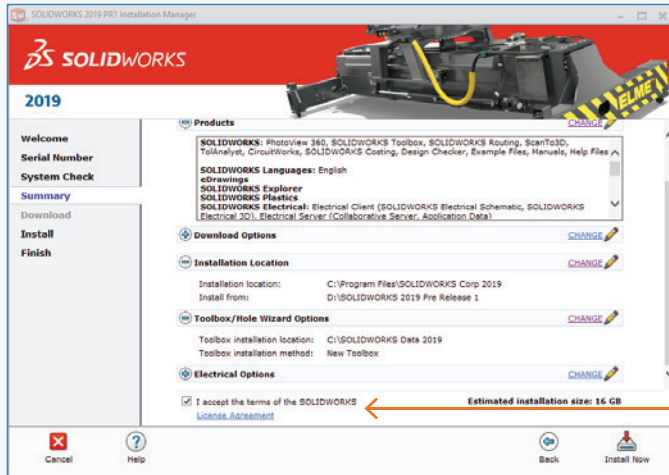 SOLIDWORKS 2019 PR1 Installation Manager
SOLIDWORKS
ELME
2019
Welcome
Serial Number
System Check
Summary
Download
Install
Finish
Products CHANGE
SOLIDWORKS: PhotoView 360, SOLIDWORKS Toolbox, SOLIDWORKS Routing, ScanTo3D,
TolAnalyst, CircuitWorks, SOLIDWORKS Costing, Design Checker, Example Files, Manuals, Help Files
SOLIDWORKS Languages: English
eDrawings
SOLIDWORKS Explorer
SOLIDWORKS Plastics
SOLIDWORKS Electrical: Electrical Client (SOLIDWORKS Electrical Schematic, SOLIDWORKS
Electrical 3D), Electrical Server (Collaborative Server, Application Data)
Download Options CHANGE
Installation Location CHANGE
Installation location: C:\Program Files\SOLIDWORKS Corp 2019
Install from: D:\SOLIDWORKS 2019 Pre Release 1
Toolbox/Hole Wizard Options CHANGE
Toolbox installation location: C:\SOLIDWORKS Data 2019
Toolbox installation method: New Toolbox
Electrical Options CHANGE
I accept the terms of the SOLIDWORKS Estimated installation size: 16 GB
License Agreement
Cancel Help Back Install Now